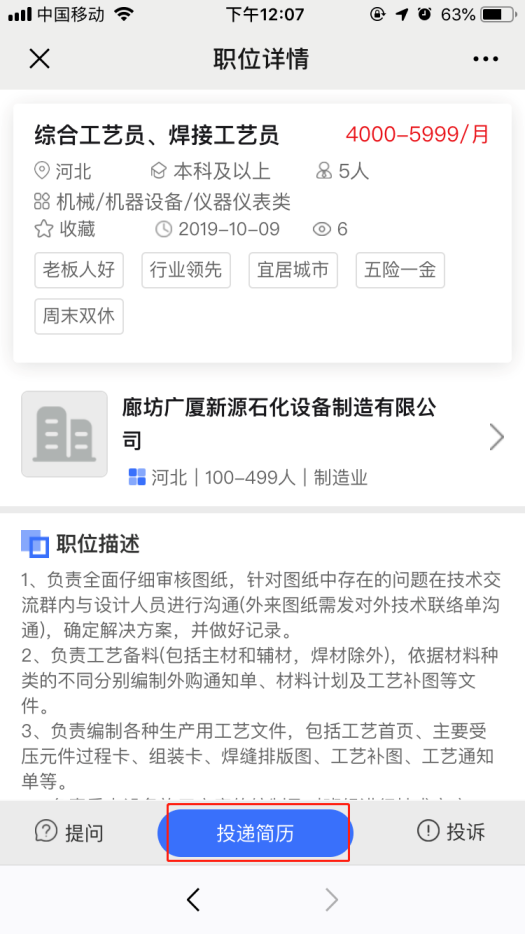 中国移动 下午12:07 63%
职位详情
综合工艺员、焊接工艺员 4000-5999/月
河北 本科及以上 5人
机械/机器设备/仪器仪表类
收藏 2019-10-09 6
老板人好 行业领先 宜居城市 五险一金
周末双休
廊坊广厦新源石化设备制造有限公
司
河北 | 100-499人 | 制造业
职位描述
1、负责全面仔细审核图纸，针对图纸中存在的问题在技术交
流群内与设计人员进行沟通(外来图纸需发对外技术联络单沟
通)，确定解决方案，并做好记录。
2、负责工艺备料(包括主材和辅材，焊材除外)，依据材料种
类的不同分别编制外购通知单、材料计划及工艺补图等文
件。
3、负责编制各种生产用工艺文件，包括工艺首页、主要受
压元件过程卡、组装卡、焊缝排版图、工艺补图、工艺通知
单等。
提问 投递简历 投诉